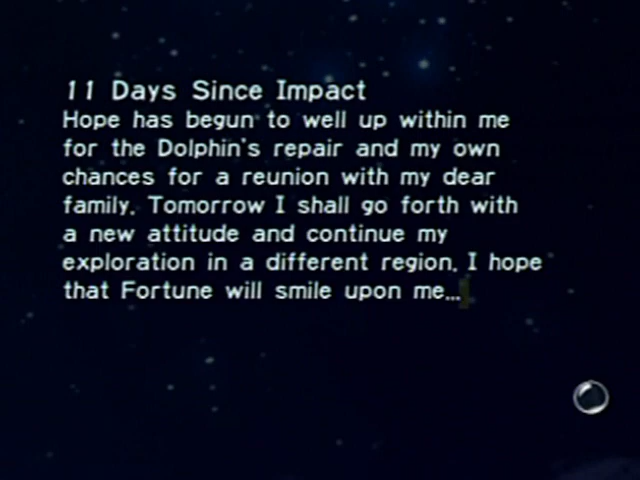 11 Days Since Impact
Hope has begun to well up within me
for the Dolphin's repair and my own
chances for a reunion with my dear
family. Tomorrow I shall go forth with
a new attitude and continue my
exploration in a different region. I hope
that Fortune will smile upon me...